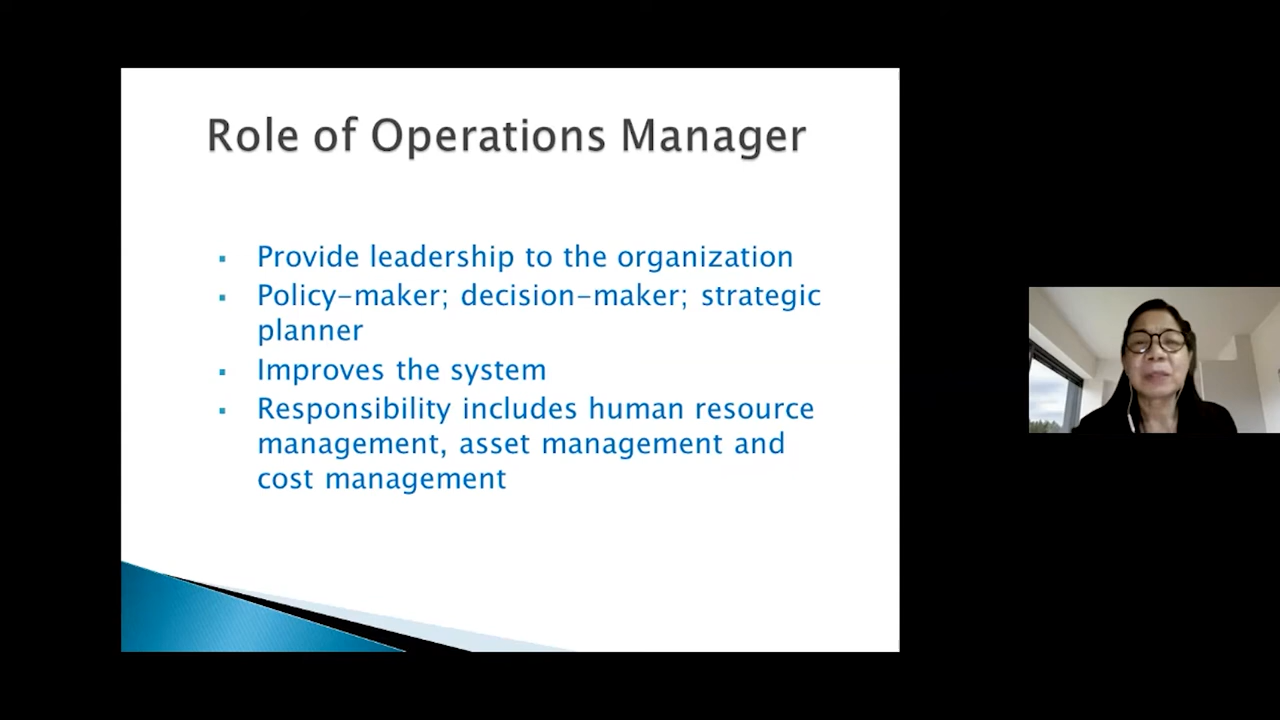 Role of Operations Manager
▪ Provide leadership to the organization
▪ Policy-maker; decision-maker; strategic
planner
▪ Improves the system
▪ Responsibility includes human resource
management, asset management and
cost management